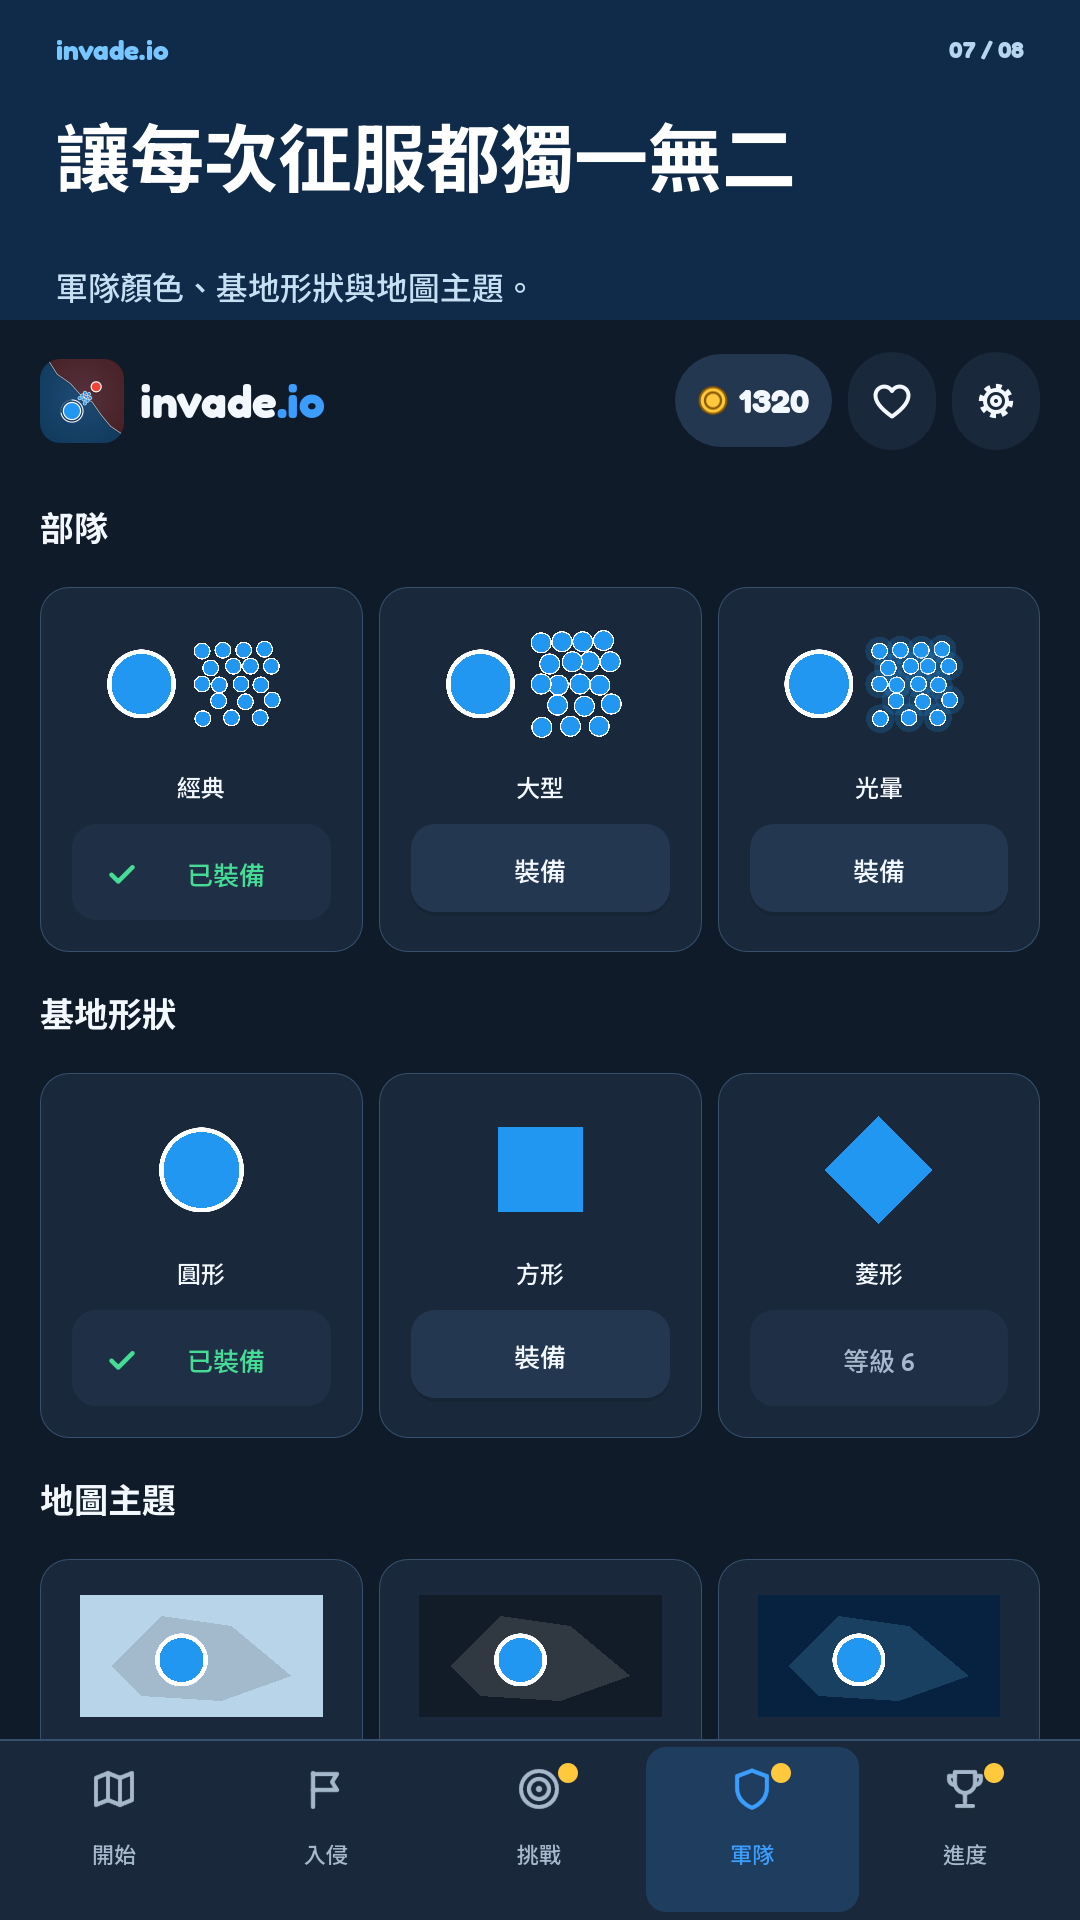 invade.io
07 / 08
讓每次征服都獨一無二
軍隊顏色、基地形狀與地圖主題。
invade.io
1320
部隊
經典
大型
光暈
已裝備
裝備
裝備
基地形狀
圓形
方形
菱形
已裝備
裝備
等級 6
地圖主題
開始
入侵
挑戰
軍隊
進度